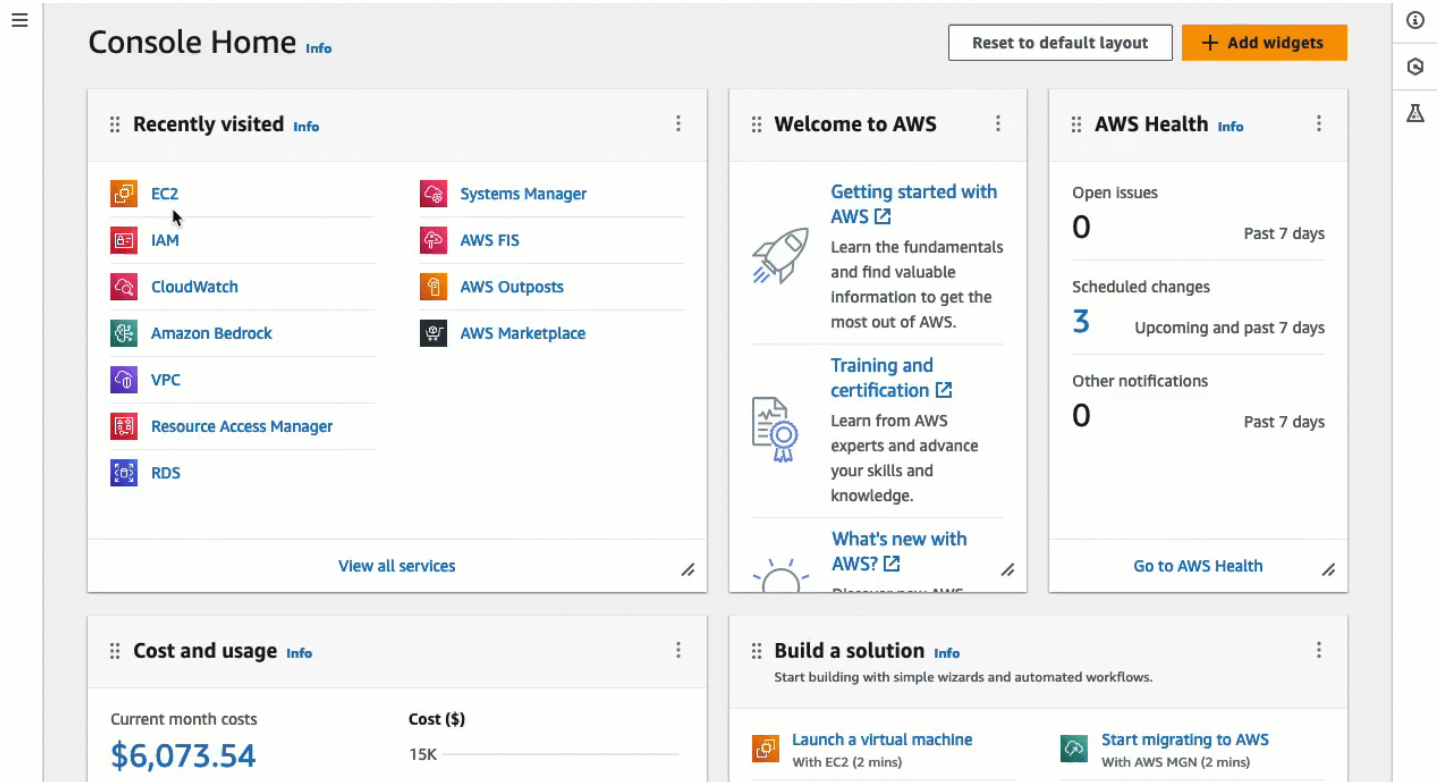 Console Home Info
Reset to default layout
+ Add widgets
Recently visited Info
EC2
IAM
CloudWatch
Amazon Bedrock
VPC
Resource Access Manager
RDS
Systems Manager
AWS FIS
AWS Outposts
AWS Marketplace
View all services
Welcome to AWS
Getting started with
AWS
Learn the fundamentals
and find valuable
information to get the
most out of AWS.
Training and
certification
Learn from AWS
experts and advance
your skills and
knowledge.
What's new with
AWS?
Discover new AWS
AWS Health Info
Open issues
0 Past 7 days
Scheduled changes
3 Upcoming and past 7 days
Other notifications
0 Past 7 days
Go to AWS Health
Cost and usage Info
Current month costs
$6,073.54
Cost ($)
15K
Build a solution Info
Start building with simple wizards and automated workflows.
Launch a virtual machine
With EC2 (2 mins)
Start migrating to AWS
With AWS MGN (2 mins)